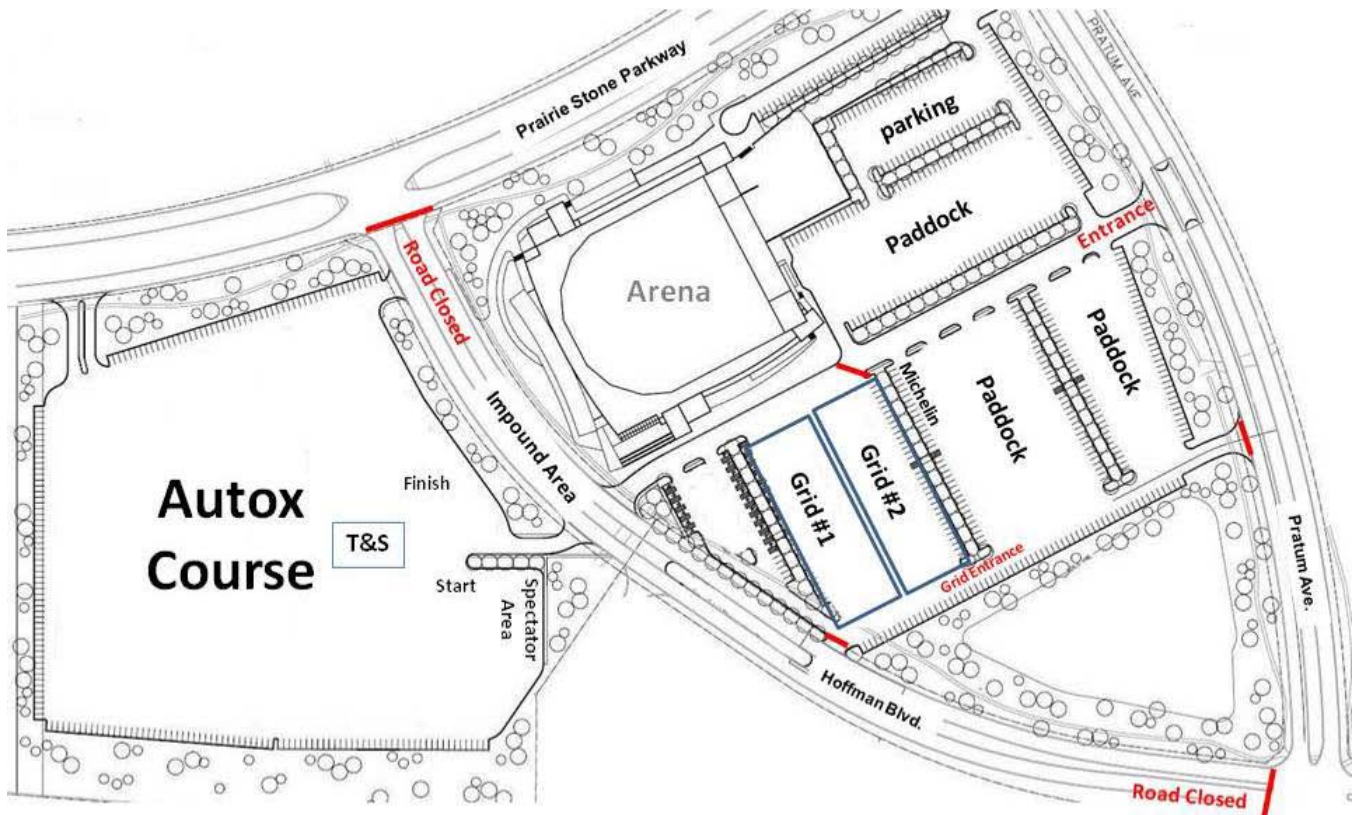 PRATUM AVE
Prairie Stone Parkway
parking
Paddock
Entrance
Road Closed
Arena
Paddock
Paddock
Michelin
Impound Area
Grid #1
Grid #2
Grid Entrance
Finish
Autox
Course
T&S
Start
Spectator
Area
Pratum Ave.
Hoffman Blvd.
Road Closed